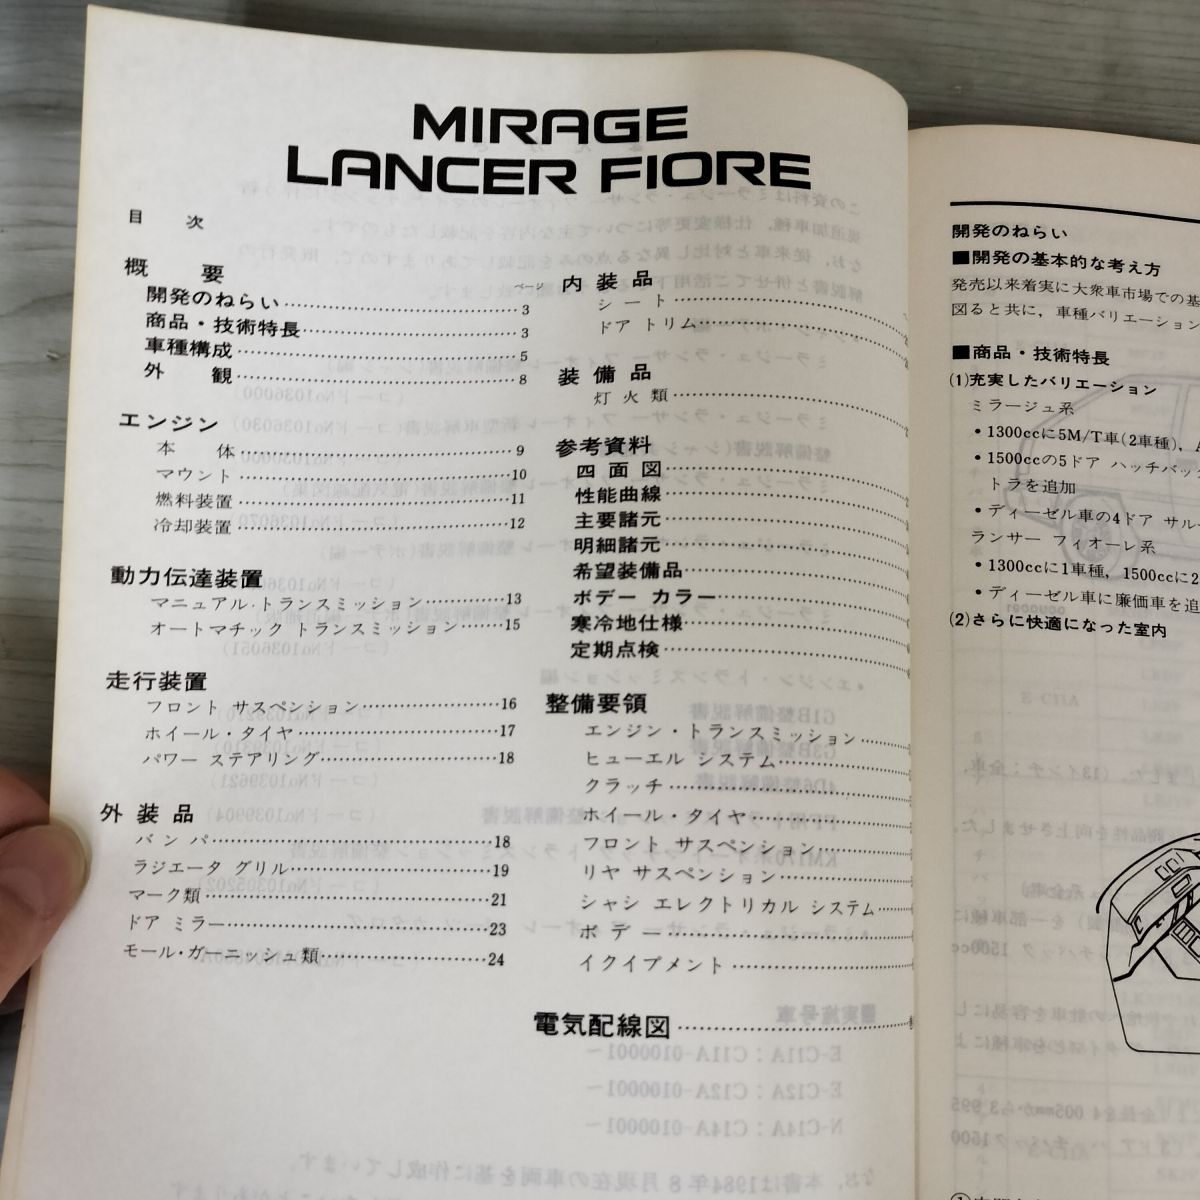 MIRAGE
LANCER FIORE
目 次
概 要
ページ
開発のねらい 3
商品・技術特長 3
車種構成 5
外 観 8
エンジン
本 体 9
マウント 10
燃料装置 11
冷却装置 12
動力伝達装置
マニュアル・トランスミッション 13
オートマチック トランスミッション 15
走行装置
フロント サスペンション 16
ホイール・タイヤ 17
パワー ステアリング 18
外 装 品
バ ン パ 18
ラジエータ グリル 19
マーク類 21
ドア ミラー 23
モール・ガーニッシュ類 24
内 装 品
シ ー ト
ドア トリム
装 備 品
灯 火 類
参考資料
四 面 図
性能曲線
主要諸元
明細諸元
希望装備品
ボデー カラー
寒冷地仕様
定期点検
整備要領
エンジン・トランスミッション
ヒューエル システム
クラッチ
ホイール・タイヤ
フロント サスペンション
リヤ サスペンション
シャシ エレクトリカル システム
ボ デ ー
イクイプメント
電気配線図
開発のねらい
■開発の基本的な考え方
発売以来着実に大衆車市場での基
図ると共に，車種バリエーション
■商品・技術特長
(1)充実したバリエーション
ミラージュ系
• 1300ccに5M/T車(2車種)，A
• 1500ccの5ドア ハッチバッ
トラを追加
• ディーゼル車の4ドア サル
ランサー フィオーレ系
• 1300ccに1車種，1500ccに2
• ディーゼル車に廉価車を追
(2)さらに快適になった室内